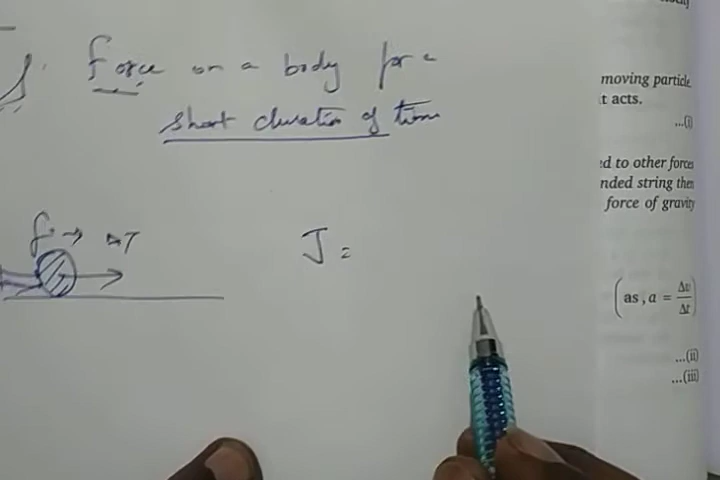 force on a body for a
short duration of time
f → ΔT
J =
moving particle
t acts.
...(i)
ed to other forces
nded string then
force of gravity
(as, a = Δv/Δt)
...(ii)
...(iii)